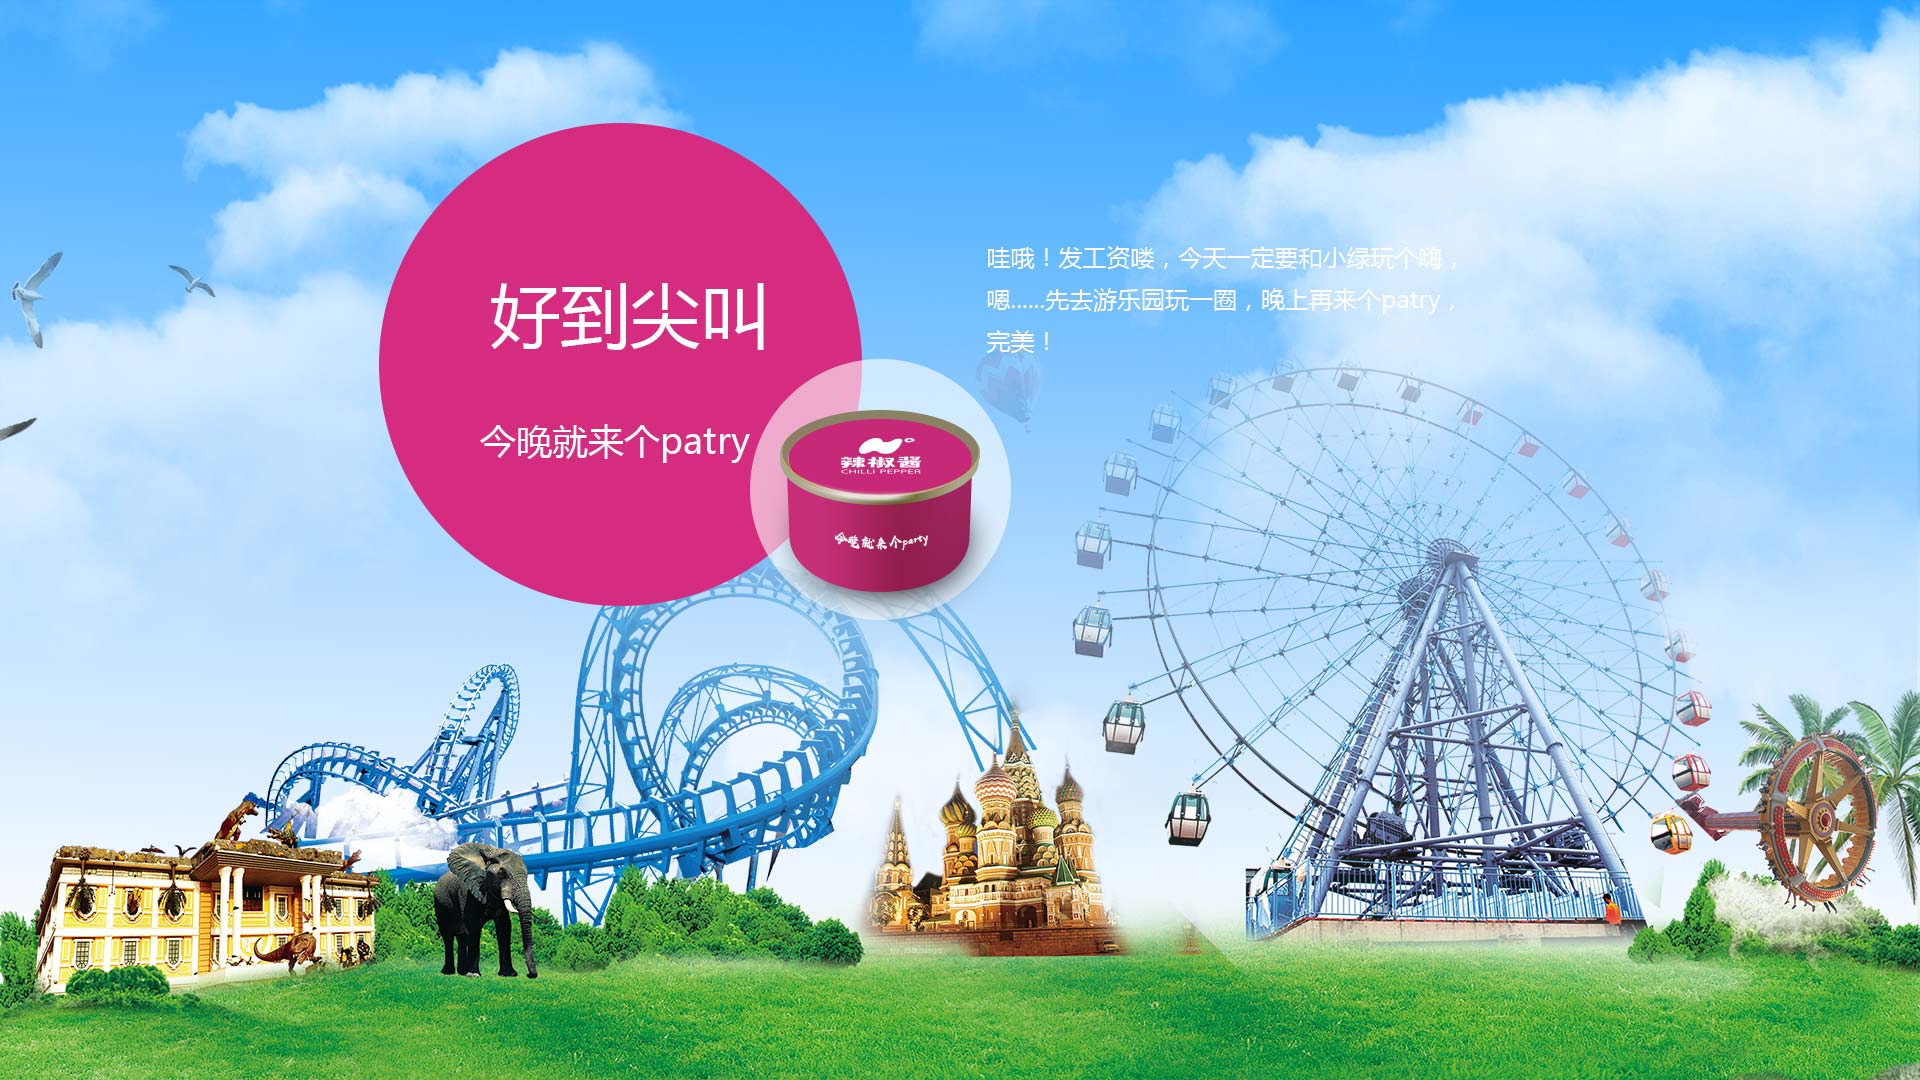 好到尖叫
今晚就来个patry
哇哦！发工资喽，今天一定要和小绿玩个嗨，
嗯......先去游乐园玩一圈，晚上再来个patry，
完美！
辣椒酱
CHILLI PEPPER
今晚就来个party